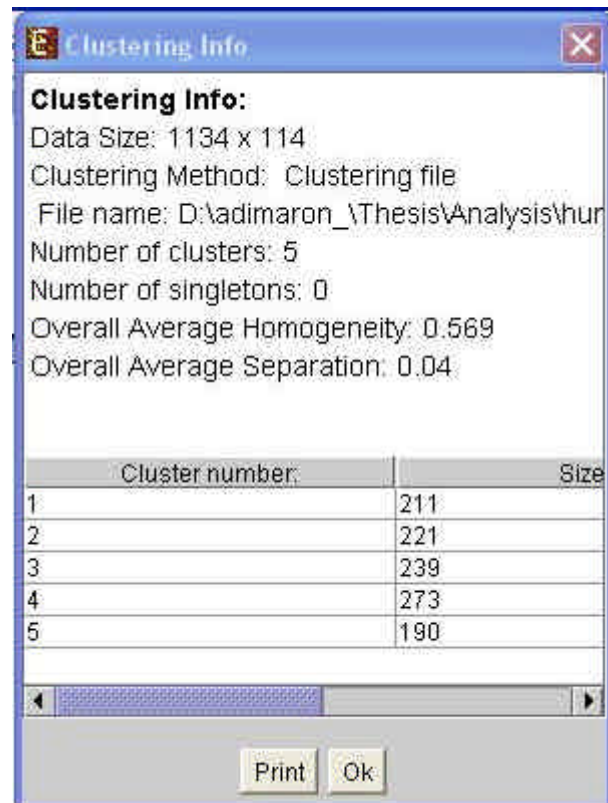 Clustering Info
Clustering Info:
Data Size: 1134 x 114
Clustering Method: Clustering file
File name: D:\adimaron_\Thesis\Analysis\hur
Number of clusters: 5
Number of singletons: 0
Overall Average Homogeneity: 0.569
Overall Average Separation: 0.04
Cluster number: Size
1 211
2 221
3 239
4 273
5 190
Print Ok